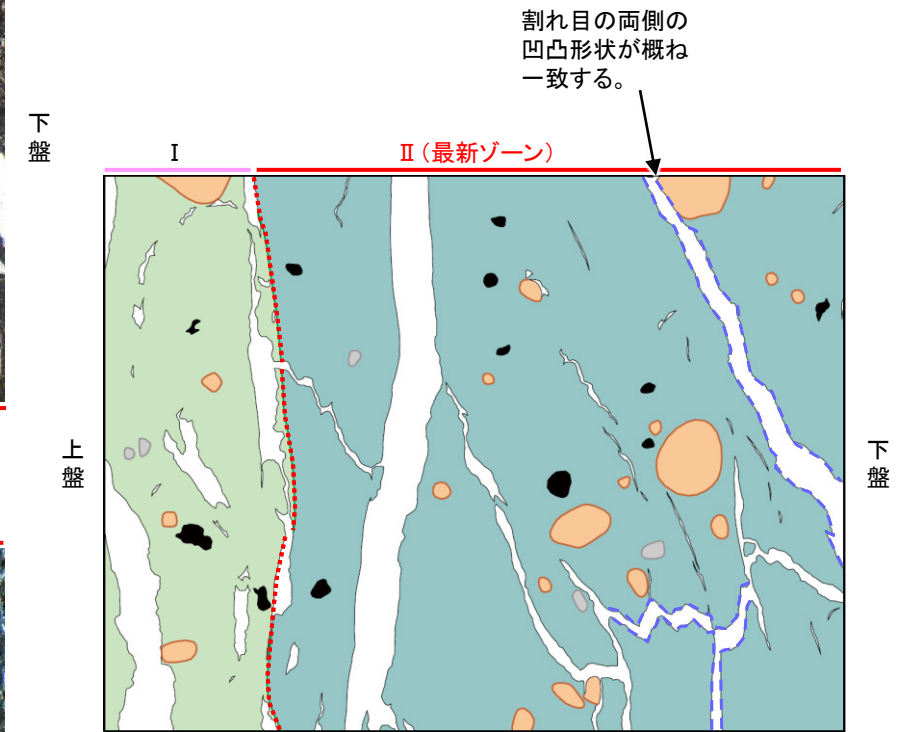 割れ目の両側の
凹凸形状が概ね
一致する。
下
盤
Ⅰ
Ⅱ(最新ゾーン)
上
盤
下
盤